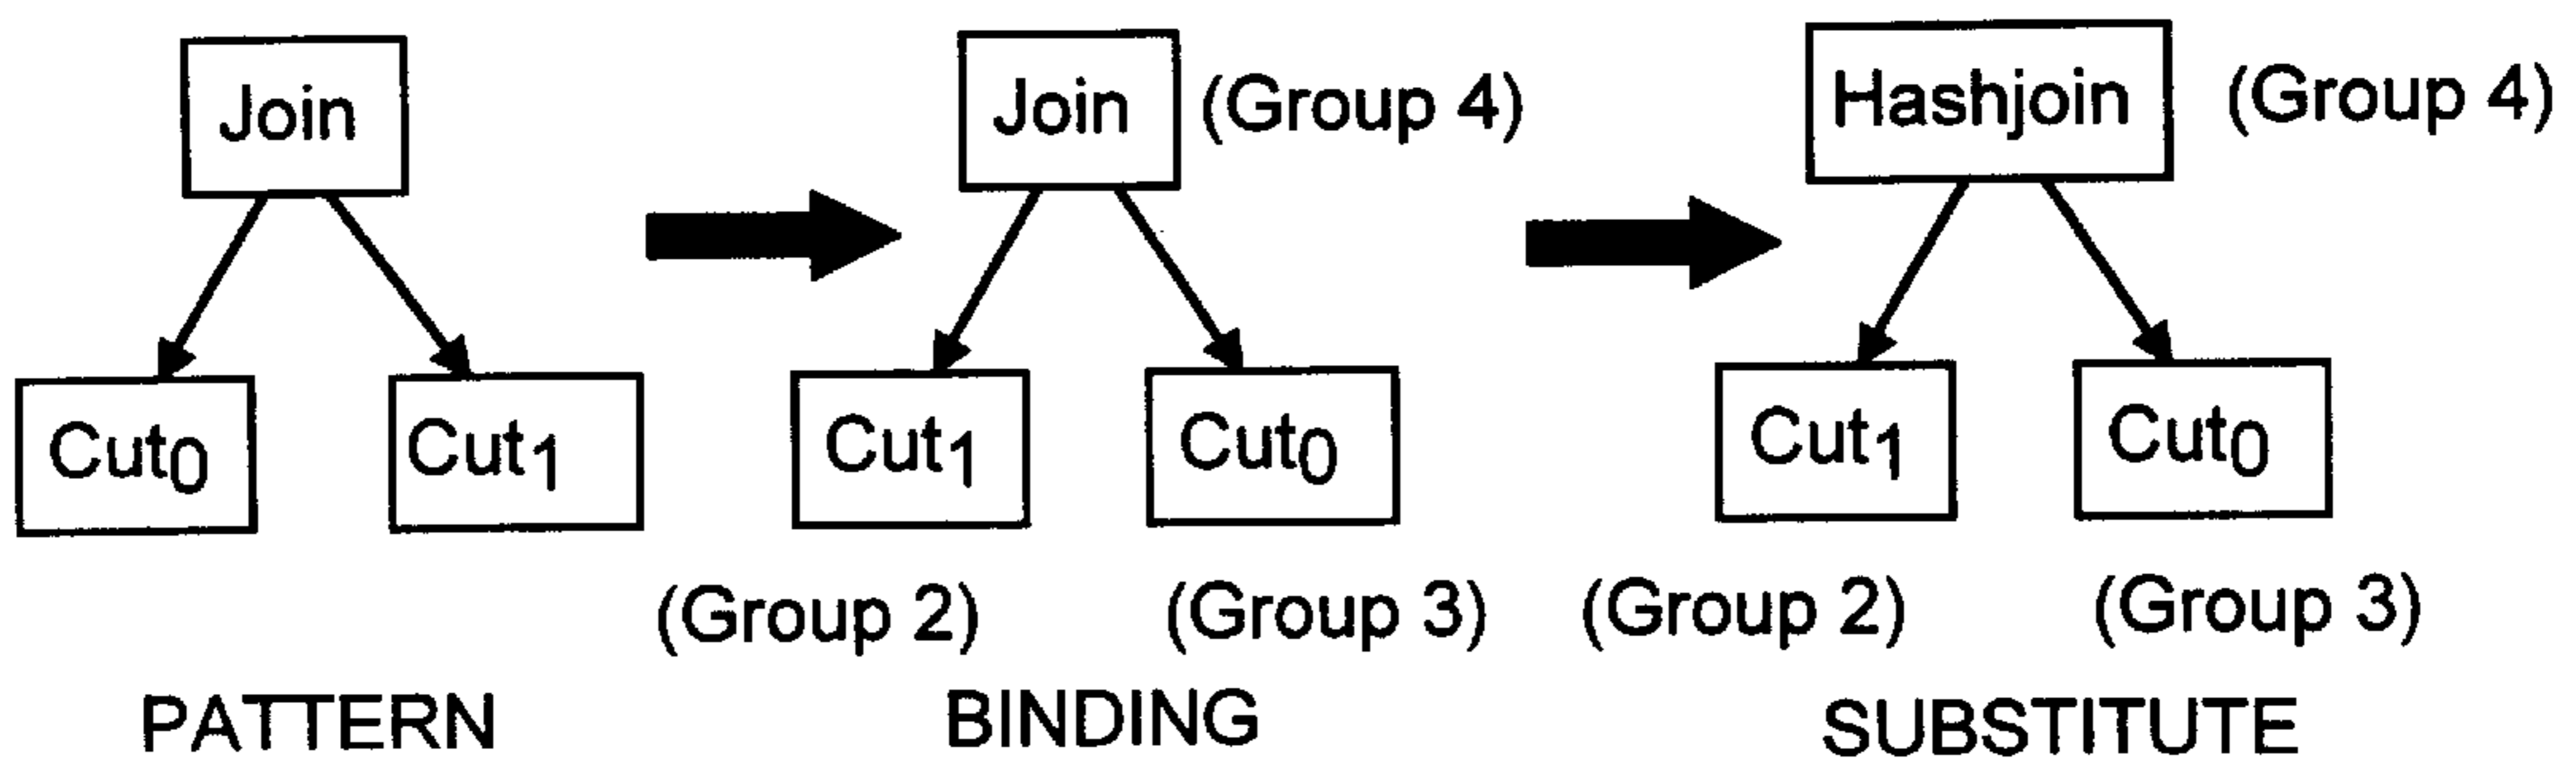 Join
Cut0
Cut1
PATTERN
Join
(Group 4)
Cut1
Cut0
(Group 2)
(Group 3)
BINDING
Hashjoin
(Group 4)
Cut1
Cut0
(Group 2)
(Group 3)
SUBSTITUTE